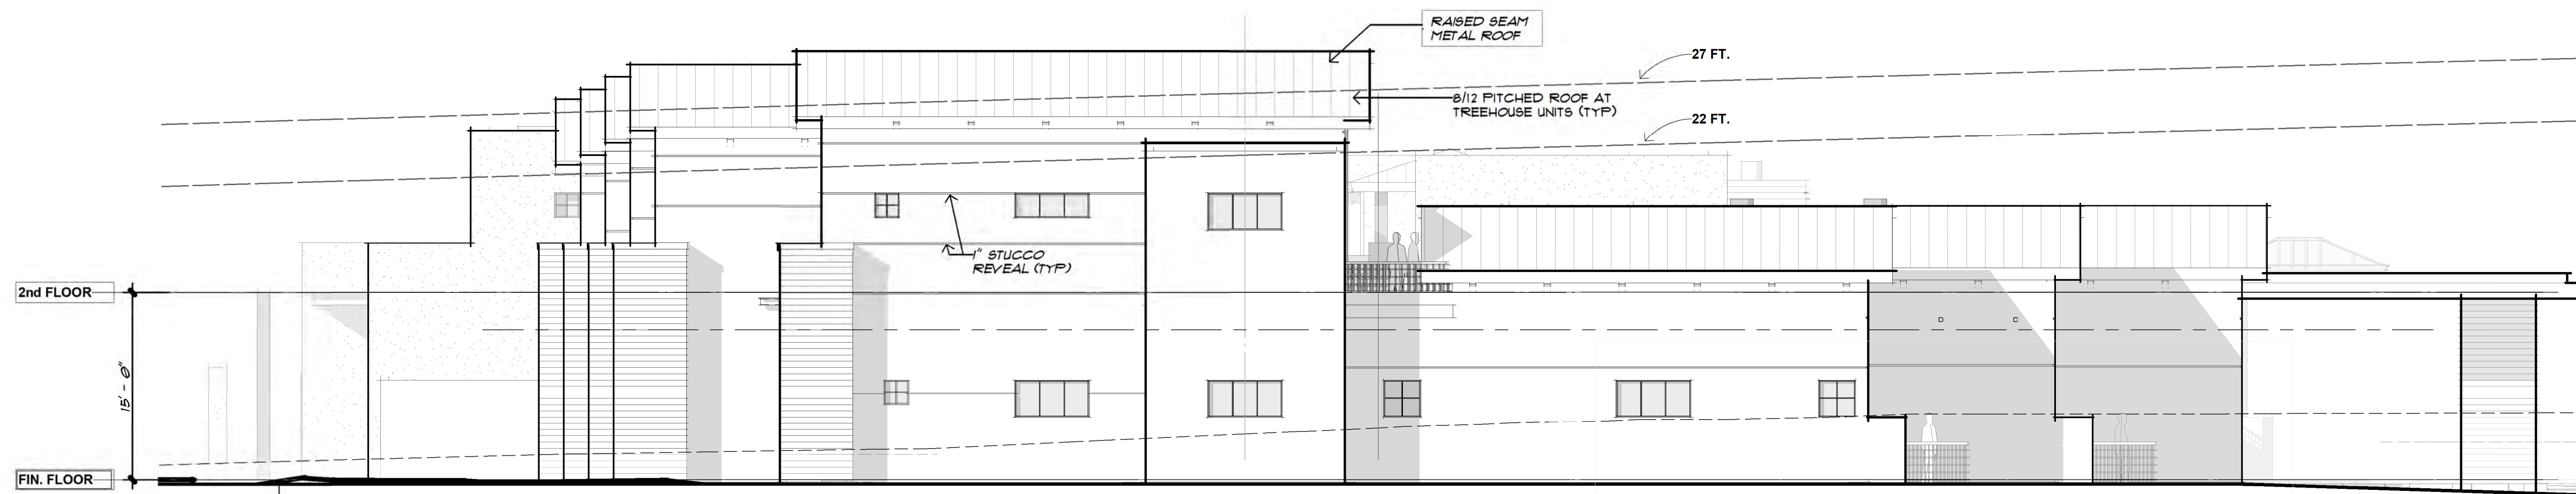 RAISED SEAM
METAL ROOF
27 FT.
8/12 PITCHED ROOF AT
TREEHOUSE UNITS (TYP)
22 FT.
1" STUCCO
REVEAL (TYP)
2nd FLOOR
15' - 0"
FIN. FLOOR